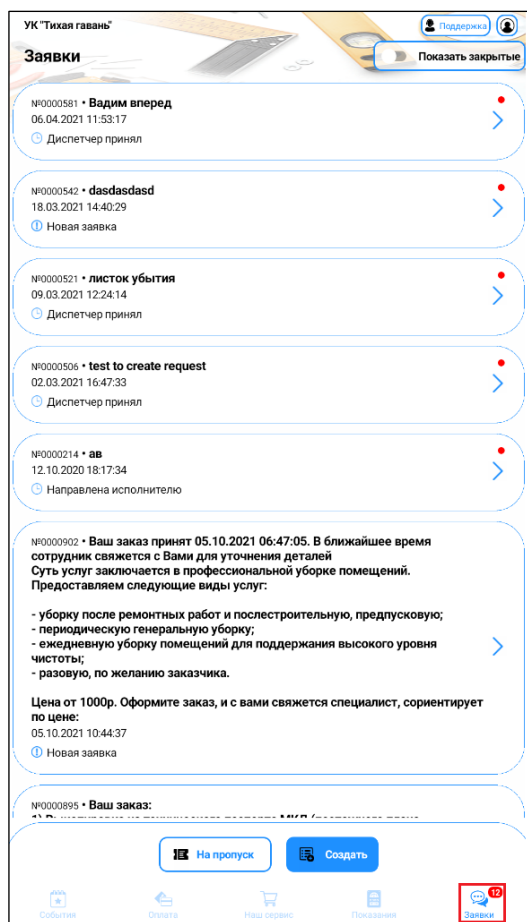 УК "Тихая гавань"
Поддержка
Заявки
Показать закрытые
№0000581 • Вадим вперед
06.04.2021 11:53:17
Диспетчер принял
№0000542 • dasdasdasd
18.03.2021 14:40:29
Новая заявка
№0000521 • листок убытия
09.03.2021 12:24:14
Диспетчер принял
№0000506 • test to create request
02.03.2021 16:47:33
Диспетчер принял
№0000214 • ав
12.10.2020 18:17:34
Направлена исполнителю
№0000902 • Ваш заказ принят 05.10.2021 06:47:05. В ближайшее время
сотрудник свяжется с Вами для уточнения деталей
Суть услуг заключается в профессиональной уборке помещений.
Предоставляем следующие виды услуг:
- уборку после ремонтных работ и послестроительную, предпусковую;
- периодическую генеральную уборку;
- ежедневную уборку помещений для поддержания высокого уровня
чистоты;
- разовую, по желанию заказчика.
Цена от 1000р. Оформите заказ, и с вами свяжется специалист, сориентирует
по цене:
05.10.2021 10:44:37
Новая заявка
№0000895 • Ваш заказ:
На пропуск
Создать
12
События
Оплата
Наш сервис
Показания
Заявки